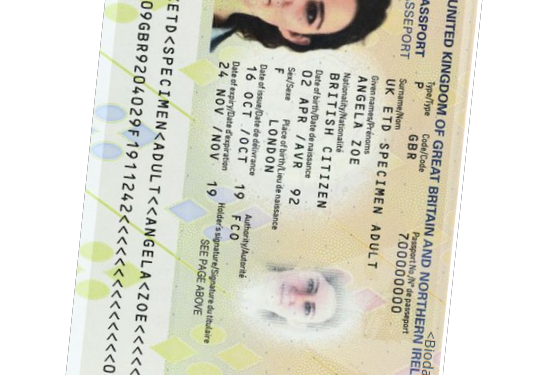 UNITED KINGDOM OF GREAT BRITAIN AND NORTHERN IREL
PASSPORT
PASSEPORT
Type/Type
Code/Code
Passport No./Nº de passeport
P
GBR
700000000
Surname/Nom
UK ETD SPECIMEN ADULT
Given names/Prénoms
ANGELA ZOE
Nationality/Nationalité
BRITISH CITIZEN
Date of birth/Date de naissance
02 APR /AVR 92
Sex/Sexe
Place of birth/Lieu de naissance
F
LONDON
Date of issue/Date de délivrance
Authority/Autorité
16 OCT /OCT 19
FCO
Date of expiry/Date d'expiration
Holder's signature/Signature du titulaire
24 NOV /NOV 19
SEE PAGE ABOVE
ETD<SPECIMEN<ADULT<<ANGELA<ZOE<<<<<
09GBR9204029F1911242<<<<<<<<<<<<<<0